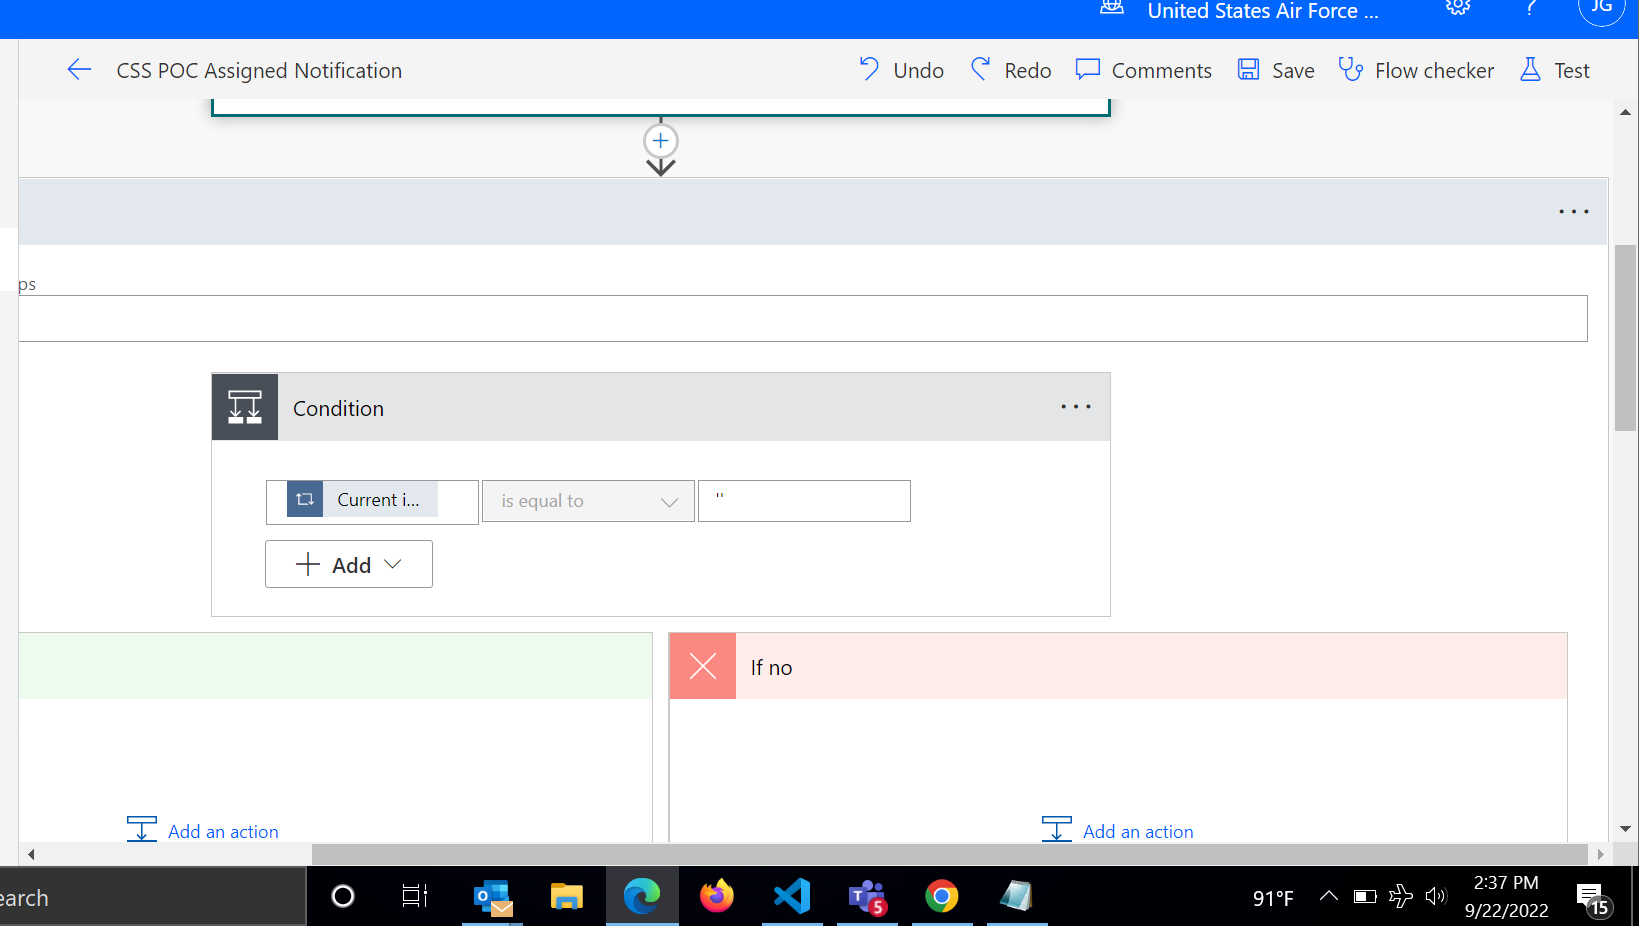 United States Air Force ...
?
JG
CSS POC Assigned Notification
Undo
Redo
Comments
Save
Flow checker
Test
ps
Condition
Current i...
is equal to
''
Add
If no
Add an action
Add an action
earch
5
91°F
2:37 PM
9/22/2022
15